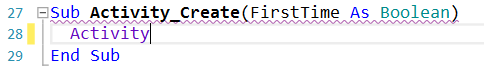 27 Sub Activity_Create(FirstTime As Boolean)
28 Activity
29 End Sub